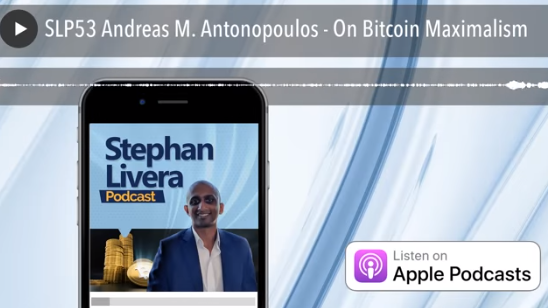 SLP53 Andreas M. Antonopoulos - On Bitcoin Maximalism
Stephan
Livera
Podcast
Listen on
Apple Podcasts